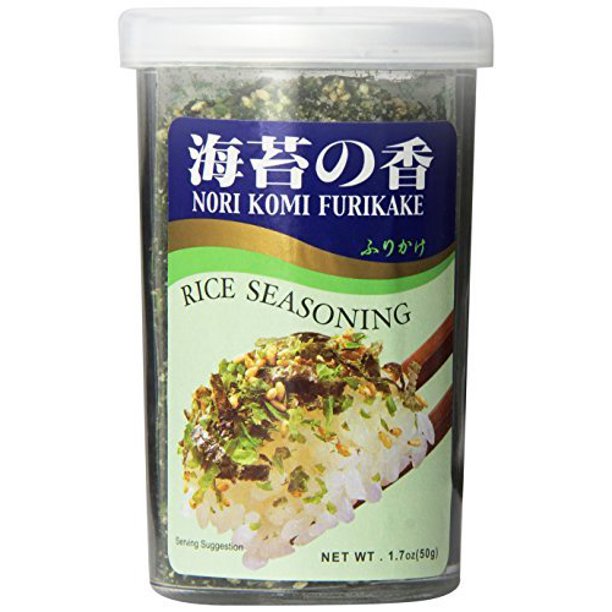 海苔の香
NORI KOMI FURIKAKE
ふりかけ
RICE SEASONING
Serving Suggestion
NET WT . 1.7oz(50g)